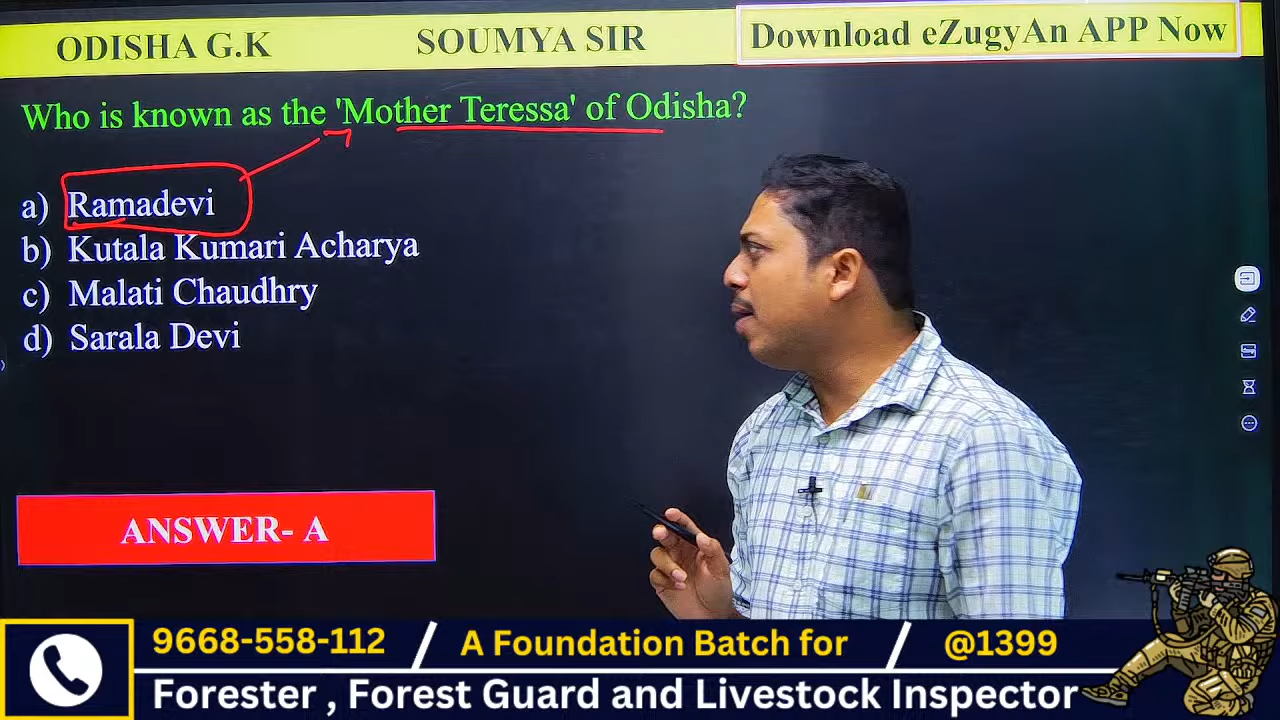 ODISHA G.K SOUMYA SIR Download eZugyAn APP Now
Who is known as the 'Mother Teressa' of Odisha?
a) Ramadevi
b) Kutala Kumari Acharya
c) Malati Chaudhry
d) Sarala Devi
ANSWER- A
9668-558-112 / A Foundation Batch for / @1399
Forester , Forest Guard and Livestock Inspector